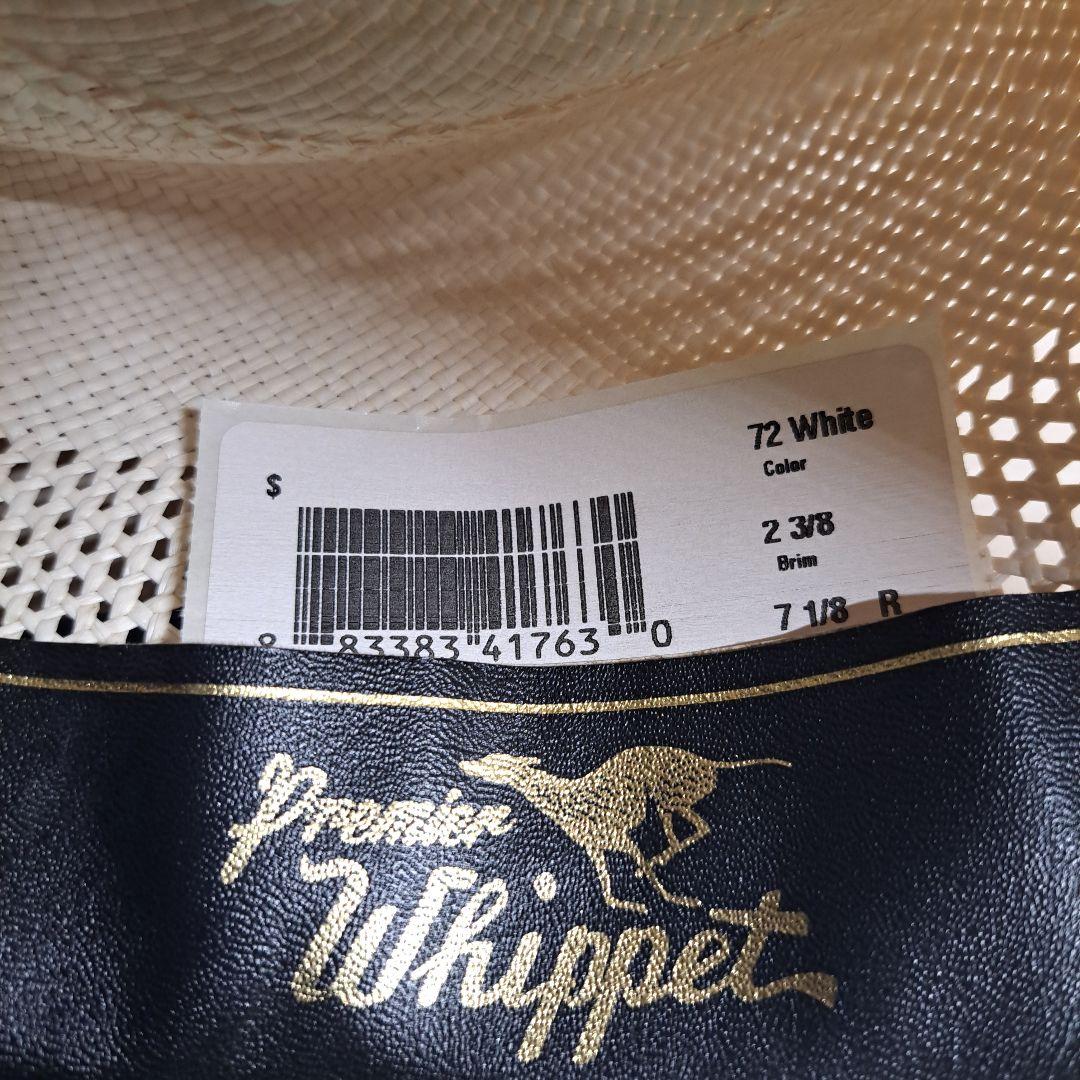 72 White
Color
$
2 3/8
Brim
7 1/8 R
8 83383 41763 0
Premier
Whippet